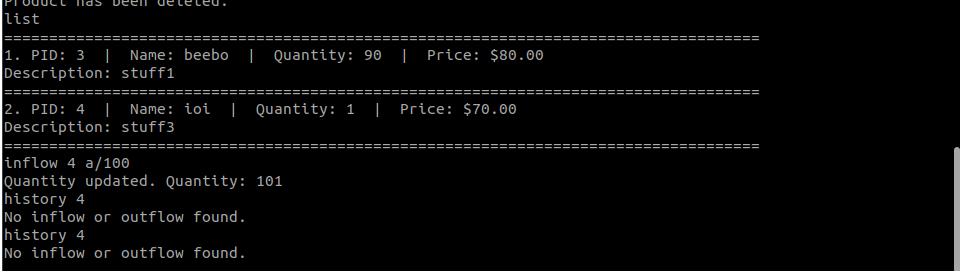 Product has been deleted.
list
====================================================================================
1. PID: 3  |  Name: beebo  |  Quantity: 90  |  Price: $80.00
Description: stuff1
====================================================================================
2. PID: 4  |  Name: ioi  |  Quantity: 1  |  Price: $70.00
Description: stuff3
====================================================================================
inflow 4 a/100
Quantity updated. Quantity: 101
history 4
No inflow or outflow found.
history 4
No inflow or outflow found.